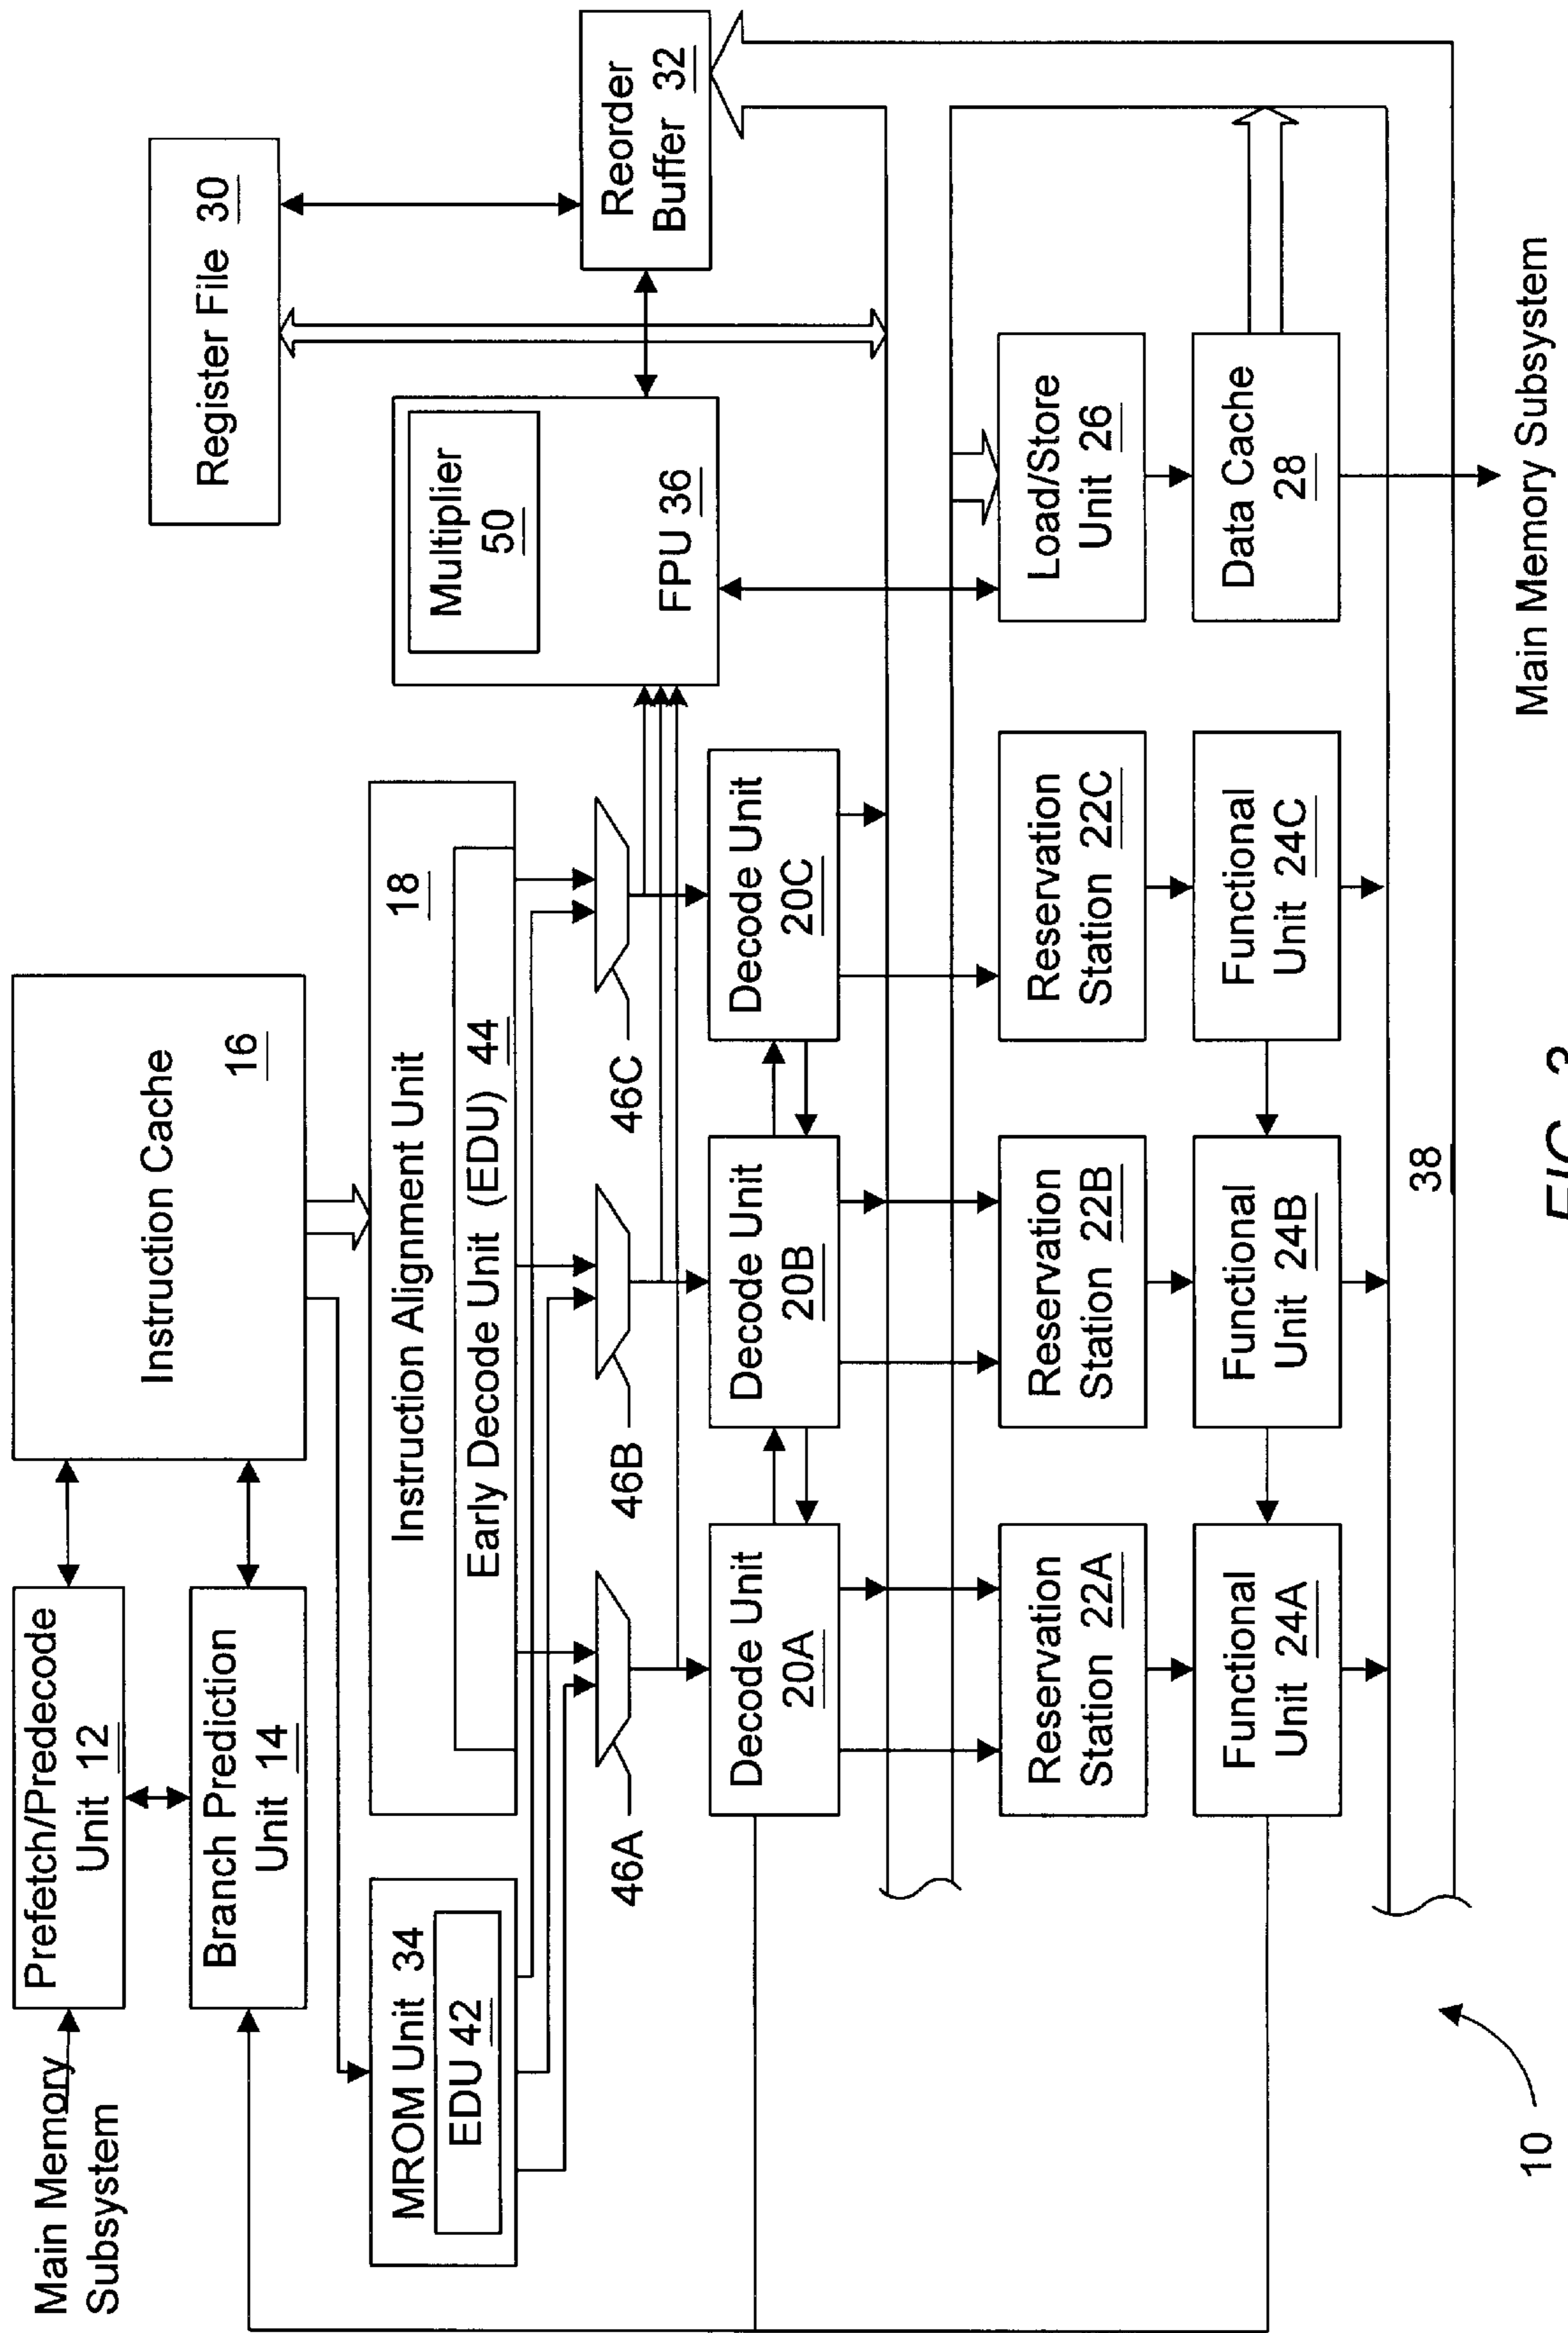 Main Memory
Subsystem
Prefetch/Predecode
Unit 12
Branch Prediction
Unit 14
Instruction Cache
16
Register File 30
MROM Unit 34
EDU 42
Instruction Alignment Unit
18
Early Decode Unit (EDU) 44
Multiplier
50
FPU 36
Reorder
Buffer 32
46A
46B
46C
Decode Unit
20A
Decode Unit
20B
Decode Unit
20C
Reservation
Station 22A
Reservation
Station 22B
Reservation
Station 22C
Load/Store
Unit 26
Functional
Unit 24A
Functional
Unit 24B
Functional
Unit 24C
Data Cache
28
38
Main Memory Subsystem
10